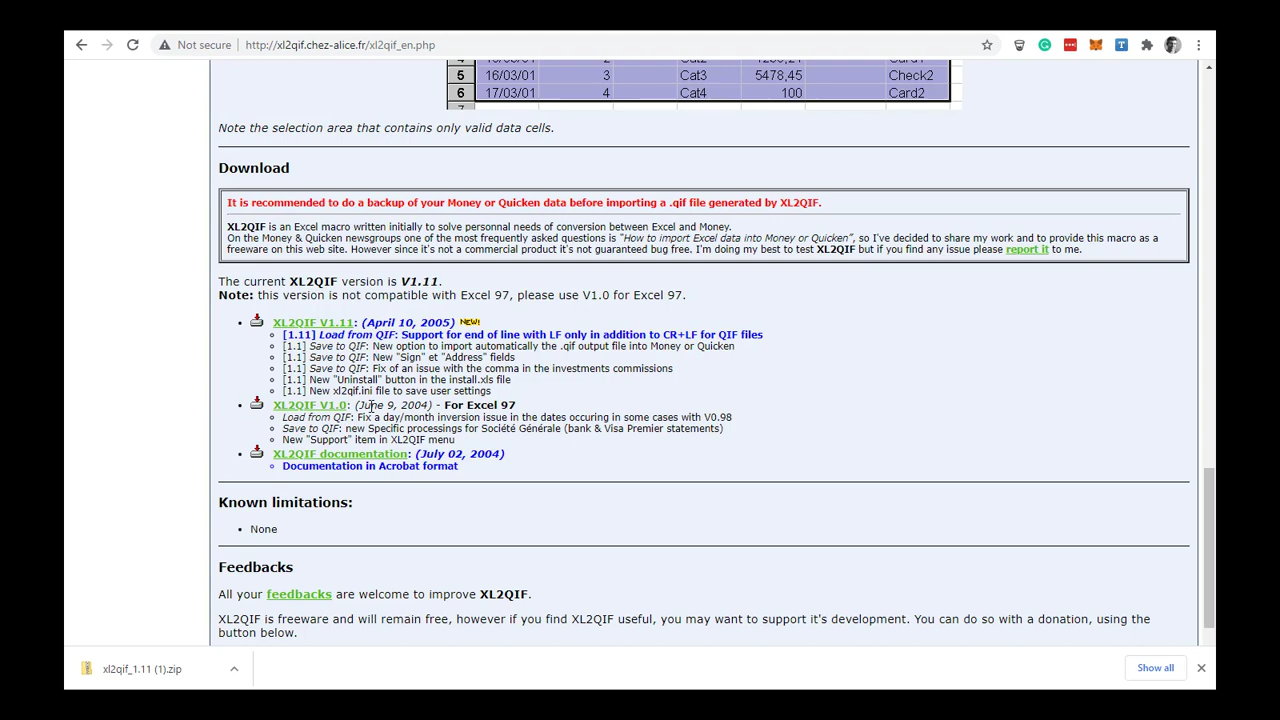 Not secure http://xl2qif.chez-alice.fr/xl2qif_en.php
5 16/03/01 3 Cat3 5478,45 Check2
6 17/03/01 4 Cat4 100 Card2
Note the selection area that contains only valid data cells.
Download
It is recommended to do a backup of your Money or Quicken data before importing a .qif file generated by XL2QIF.
XL2QIF is an Excel macro written initially to solve personnal needs of conversion between Excel and Money.
On the Money & Quicken newsgroups one of the most frequently asked questions is "How to import Excel data into Money or Quicken", so I've decided to share my work and to provide this macro as a
freeware on this web site. However since it's not a commercial product it's not guaranteed bug free. I'm doing my best to test XL2QIF but if you find any issue please report it to me.
The current XL2QIF version is V1.11.
Note: this version is not compatible with Excel 97, please use V1.0 for Excel 97.
XL2QIF V1.11: (April 10, 2005) NEW!
[1.11] Load from QIF: Support for end of line with LF only in addition to CR+LF for QIF files
[1.1] Save to QIF: New option to import automatically the .qif output file into Money or Quicken
[1.1] Save to QIF: New "Sign" et "Address" fields
[1.1] Save to QIF: Fix of an issue with the comma in the investments commissions
[1.1] New "Uninstall" button in the install.xls file
[1.1] New xl2qif.ini file to save user settings
XL2QIF V1.0: (June 9, 2004) - For Excel 97
Load from QIF: Fix a day/month inversion issue in the dates occuring in some cases with V0.98
Save to QIF: new Specific processings for Société Générale (bank & Visa Premier statements)
New "Support" item in XL2QIF menu
XL2QIF documentation: (July 02, 2004)
Documentation in Acrobat format
Known limitations:
None
Feedbacks
All your feedbacks are welcome to improve XL2QIF.
XL2QIF is freeware and will remain free, however if you find XL2QIF useful, you may want to support it's development. You can do so with a donation, using the
button below.
xl2qif_1.11 (1).zip
Show all